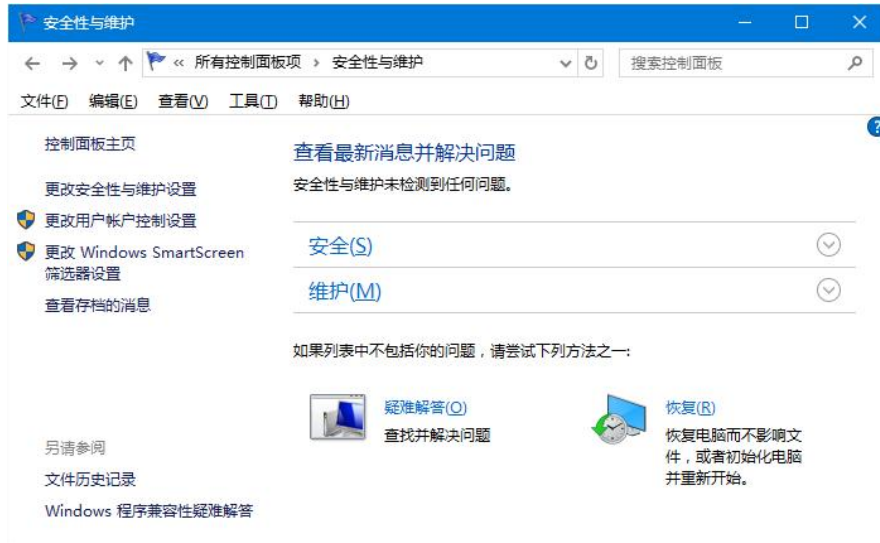 安全性与维护
« 所有控制面板项 › 安全性与维护
搜索控制面板
文件(F) 编辑(E) 查看(V) 工具(T) 帮助(H)
控制面板主页
更改安全性与维护设置
更改用户帐户控制设置
更改 Windows SmartScreen
筛选器设置
查看存档的消息
另请参阅
文件历史记录
Windows 程序兼容性疑难解答
?
查看最新消息并解决问题
安全性与维护未检测到任何问题。
安全(S)
维护(M)
如果列表中不包括你的问题，请尝试下列方法之一:
疑难解答(O)
查找并解决问题
恢复(R)
恢复电脑而不影响文
件，或者初始化电脑
并重新开始。